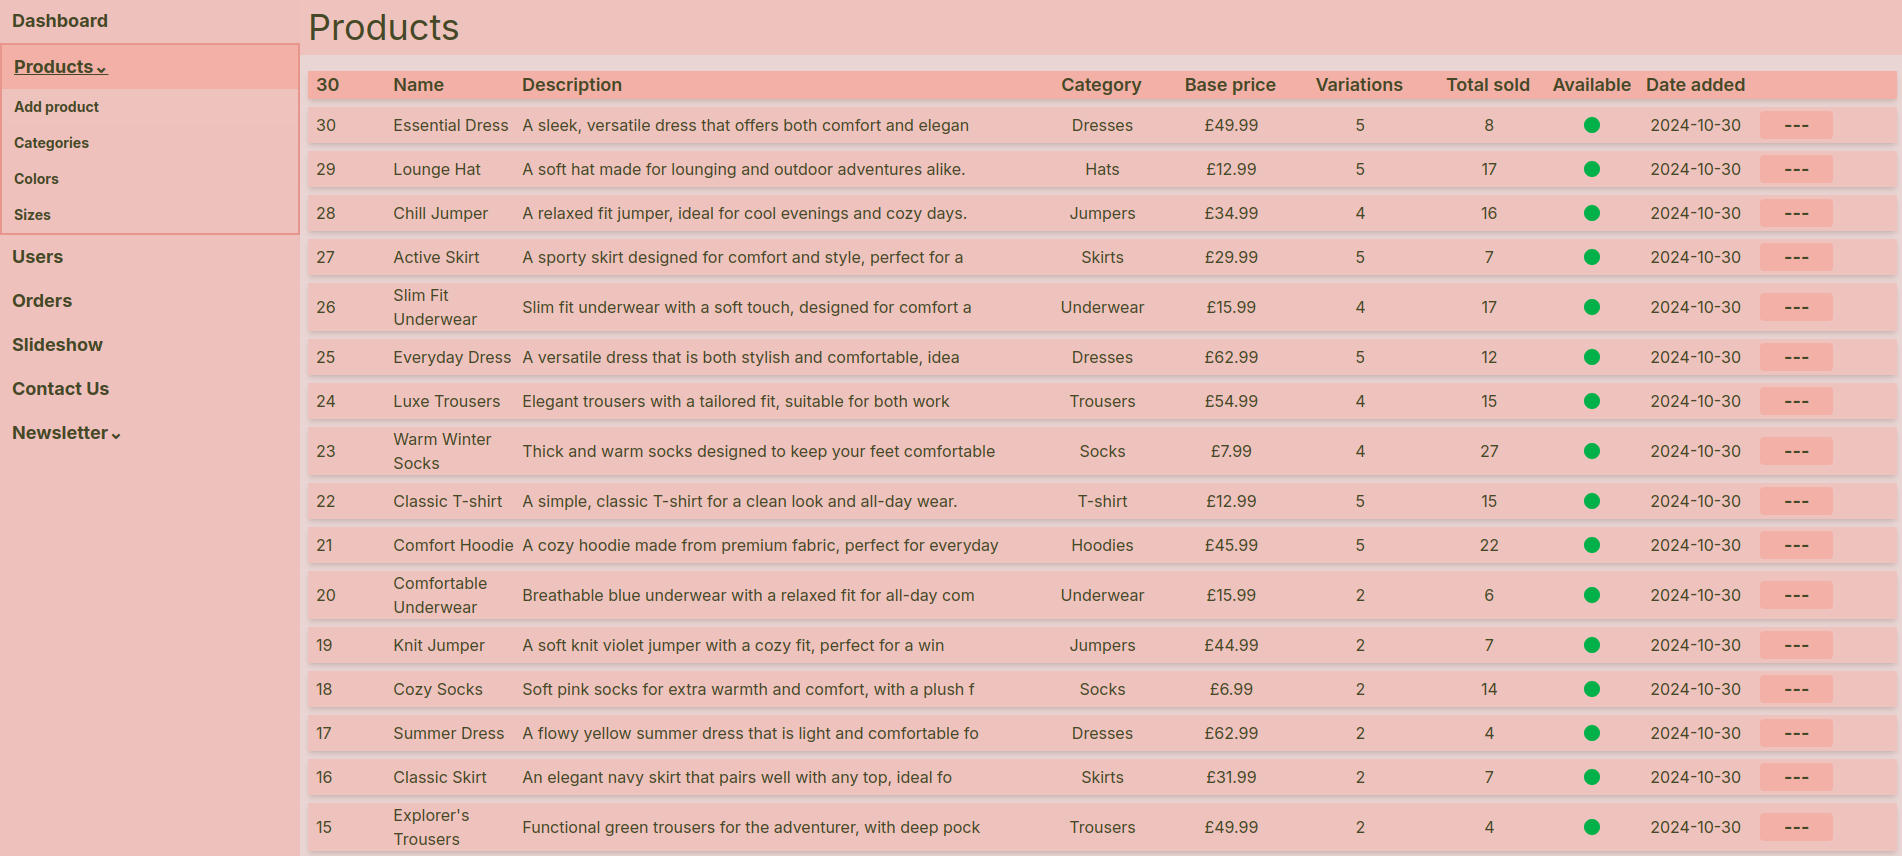 Dashboard
Products
Add product
Categories
Colors
Sizes
Users
Orders
Slideshow
Contact Us
Newsletter
Products
30 Name Description Category Base price Variations Total sold Available Date added
30 Essential Dress A sleek, versatile dress that offers both comfort and elegan Dresses £49.99 5 8 2024-10-30 ---
29 Lounge Hat A soft hat made for lounging and outdoor adventures alike. Hats £12.99 5 17 2024-10-30 ---
28 Chill Jumper A relaxed fit jumper, ideal for cool evenings and cozy days. Jumpers £34.99 4 16 2024-10-30 ---
27 Active Skirt A sporty skirt designed for comfort and style, perfect for a Skirts £29.99 5 7 2024-10-30 ---
26 Slim Fit
Underwear Slim fit underwear with a soft touch, designed for comfort a Underwear £15.99 4 17 2024-10-30 ---
25 Everyday Dress A versatile dress that is both stylish and comfortable, idea Dresses £62.99 5 12 2024-10-30 ---
24 Luxe Trousers Elegant trousers with a tailored fit, suitable for both work Trousers £54.99 4 15 2024-10-30 ---
23 Warm Winter
Socks Thick and warm socks designed to keep your feet comfortable Socks £7.99 4 27 2024-10-30 ---
22 Classic T-shirt A simple, classic T-shirt for a clean look and all-day wear. T-shirt £12.99 5 15 2024-10-30 ---
21 Comfort Hoodie A cozy hoodie made from premium fabric, perfect for everyday Hoodies £45.99 5 22 2024-10-30 ---
20 Comfortable
Underwear Breathable blue underwear with a relaxed fit for all-day com Underwear £15.99 2 6 2024-10-30 ---
19 Knit Jumper A soft knit violet jumper with a cozy fit, perfect for a win Jumpers £44.99 2 7 2024-10-30 ---
18 Cozy Socks Soft pink socks for extra warmth and comfort, with a plush f Socks £6.99 2 14 2024-10-30 ---
17 Summer Dress A flowy yellow summer dress that is light and comfortable fo Dresses £62.99 2 4 2024-10-30 ---
16 Classic Skirt An elegant navy skirt that pairs well with any top, ideal fo Skirts £31.99 2 7 2024-10-30 ---
15 Explorer's
Trousers Functional green trousers for the adventurer, with deep pock Trousers £49.99 2 4 2024-10-30 ---